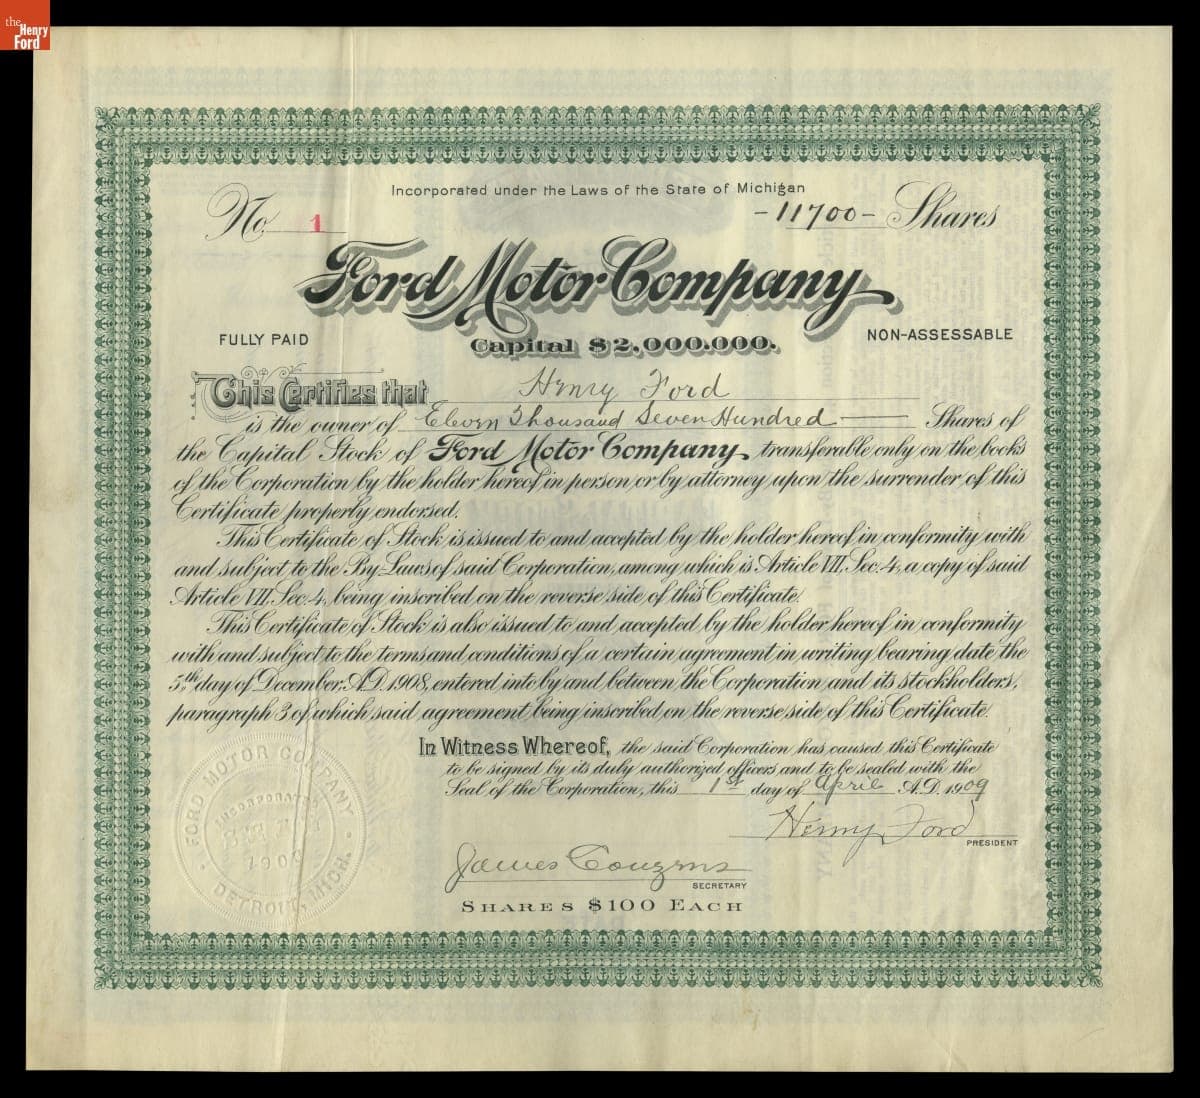 the
Henry
Ford
Incorporated under the Laws of the State of Michigan
No. 1
-11700- Shares
Ford Motor Company
FULLY PAID
NON-ASSESSABLE
Capital $2,000,000.
This Certifies that Henry Ford
is the owner of Eleven Thousand Seven Hundred Shares of
the Capital Stock of Ford Motor Company transferable only on the books
of the Corporation by the holder hereof in person or by attorney upon the surrender of this
Certificate properly endorsed.
This Certificate of Stock is issued to and accepted by the holder hereof in conformity with
and subject to the By Laws of said Corporation, among which is Article VII, Sec. 4, a copy of said
Article VII, Sec. 4, being inscribed on the reverse side of this Certificate.
This Certificate of Stock is also issued to and accepted by the holder hereof in conformity
with and subject to the terms and conditions of a certain agreement in writing bearing date the
5th day of December, A.D. 1908, entered into by and between the Corporation and its stockholders,
paragraph 3 of which said agreement being inscribed on the reverse side of this Certificate.
In Witness Whereof, the said Corporation has caused this Certificate
to be signed by its duly authorized officers and to be sealed with the
Seal of the Corporation, this 1st day of April A.D. 1909
Henry Ford
PRESIDENT
James Couzens
SECRETARY
SHARES $100 EACH
FORD MOTOR COMPANY
INCORPORATED
DETROIT, MICH.